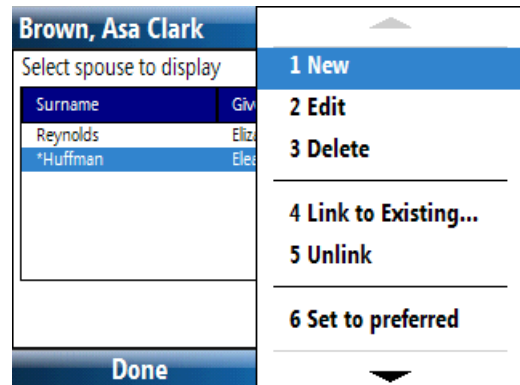 Brown, Asa Clark
Select spouse to display
Surname
Reynolds
*Huffman
Done
1 New
2 Edit
3 Delete
4 Link to Existing...
5 Unlink
6 Set to preferred